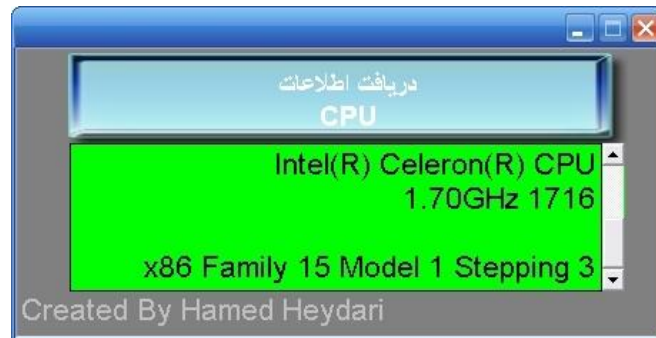 دریافت اطلاعات
CPU
Intel(R) Celeron(R) CPU
1.70GHz 1716
x86 Family 15 Model 1 Stepping 3
Created By Hamed Heydari